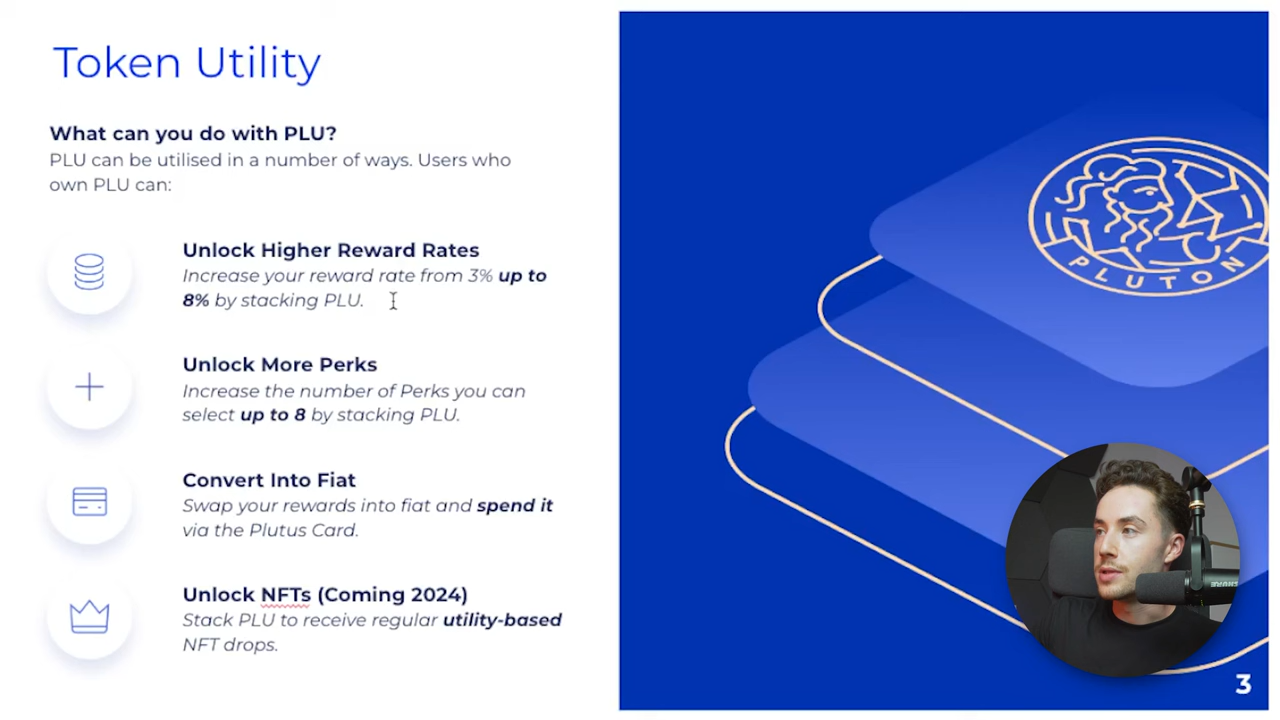 Token Utility
What can you do with PLU?
PLU can be utilised in a number of ways. Users who
own PLU can:
Unlock Higher Reward Rates
Increase your reward rate from 3% up to
8% by stacking PLU.
Unlock More Perks
Increase the number of Perks you can
select up to 8 by stacking PLU.
Convert Into Fiat
Swap your rewards into fiat and spend it
via the Plutus Card.
Unlock NFTs (Coming 2024)
Stack PLU to receive regular utility-based
NFT drops.
PLUTON
SHURE
3